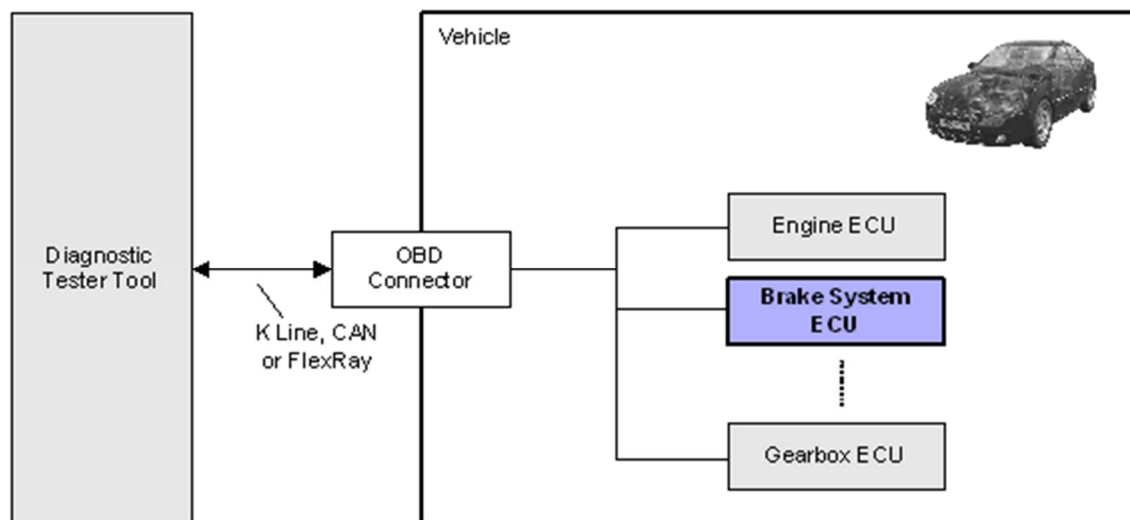 Vehicle
Engine ECU
Diagnostic
Tester Tool
OBD
Connector
Brake System
ECU
K Line, CAN
or FlexRay
Gearbox ECU